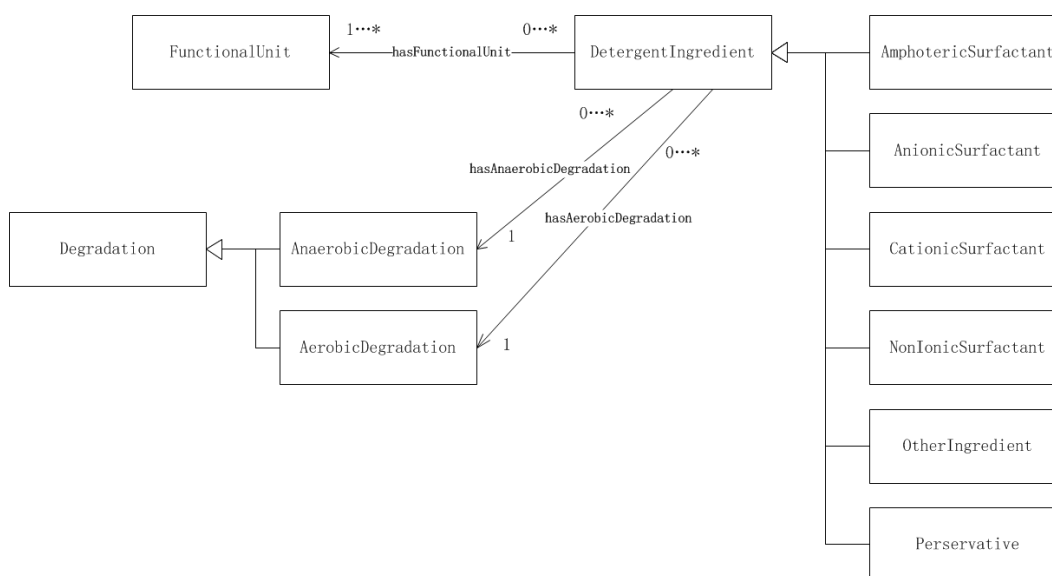 1…* 0…*
FunctionalUnit hasFunctionalUnit DetergentIngredient AmphotericSurfactant
0…*
0…* AnionicSurfactant
hasAnaerobicDegradation
hasAerobicDegradation
1
Degradation AnaerobicDegradation CationicSurfactant
AerobicDegradation 1 NonIonicSurfactant
OtherIngredient
Perservative